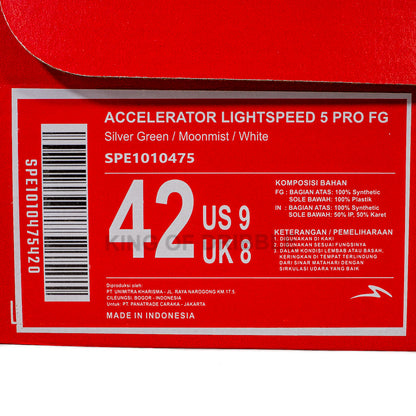 ACCELERATOR LIGHTSPEED 5 PRO FG
Silver Green / Moonmist / White
SPE1010475
SPE1010475420
42 US 9
UK 8
KING OF
KOMPOSISI BAHAN
FG : BAGIAN ATAS: 100% Synthetic
SOLE BAWAH: 100% Plastik
IN : BAGIAN ATAS: 100% Synthetic
SOLE BAWAH: 50% IP, 50% Karet
KETERANGAN / PEMELIHARAAN
1. DIGUNAKAN DI KAKI
2. DIGUNAKAN SESUAI FUNGSINYA
3. DALAM KONDISI LEMBAB ATAU BASAH,
KERINGKAN DI TEMPAT TERLINDUNG
DARI SINAR MATAHARI DENGAN
SIRKULASI UDARA YANG BAIK
Diproduksi oleh:
PT. UNIMITRA KHARISMA - JL. RAYA NAROGONG KM.17 5.
CILEUNGSI. BOGOR - INDONESIA
Untuk: PT. PANATRADE CARAKA - JAKARTA.
MADE IN INDONESIA